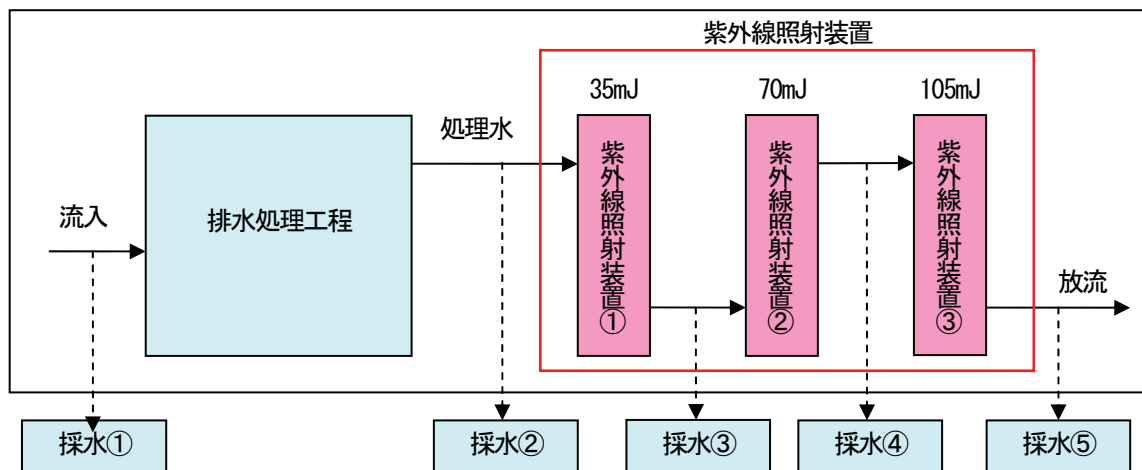 紫外線照射装置
35mJ
70mJ
105mJ
処理水
流入
排水処理工程
紫外線照射装置①
紫外線照射装置②
紫外線照射装置③
放流
採水①
採水②
採水③
採水④
採水⑤